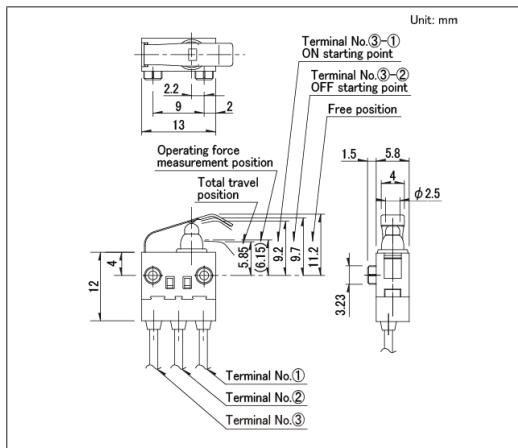 Unit: mm
Terminal No.③-①
ON starting point
Terminal No.③-②
OFF starting point
Free position
2.2
9
2
13
Operating force
measurement position
Total travel
position
1.5
5.8
4
φ2.5
5.85
(6.15)
9.2
9.7
11.2
4
12
3.23
Terminal No.①
Terminal No.②
Terminal No.③